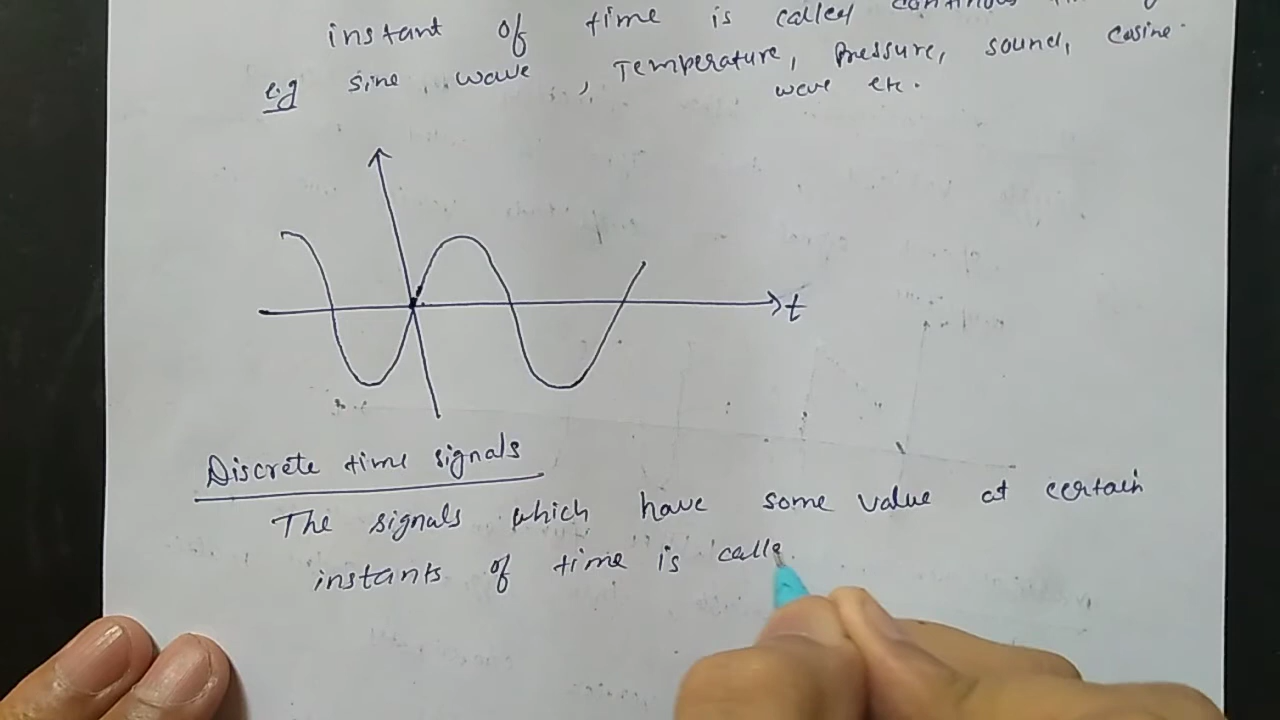 instant of time is called
e.g sine wave, Temperature, pressure, sound, cosine
wave etc.
t
Discrete time signals
The signals which have some value at certain
instants of time is calle